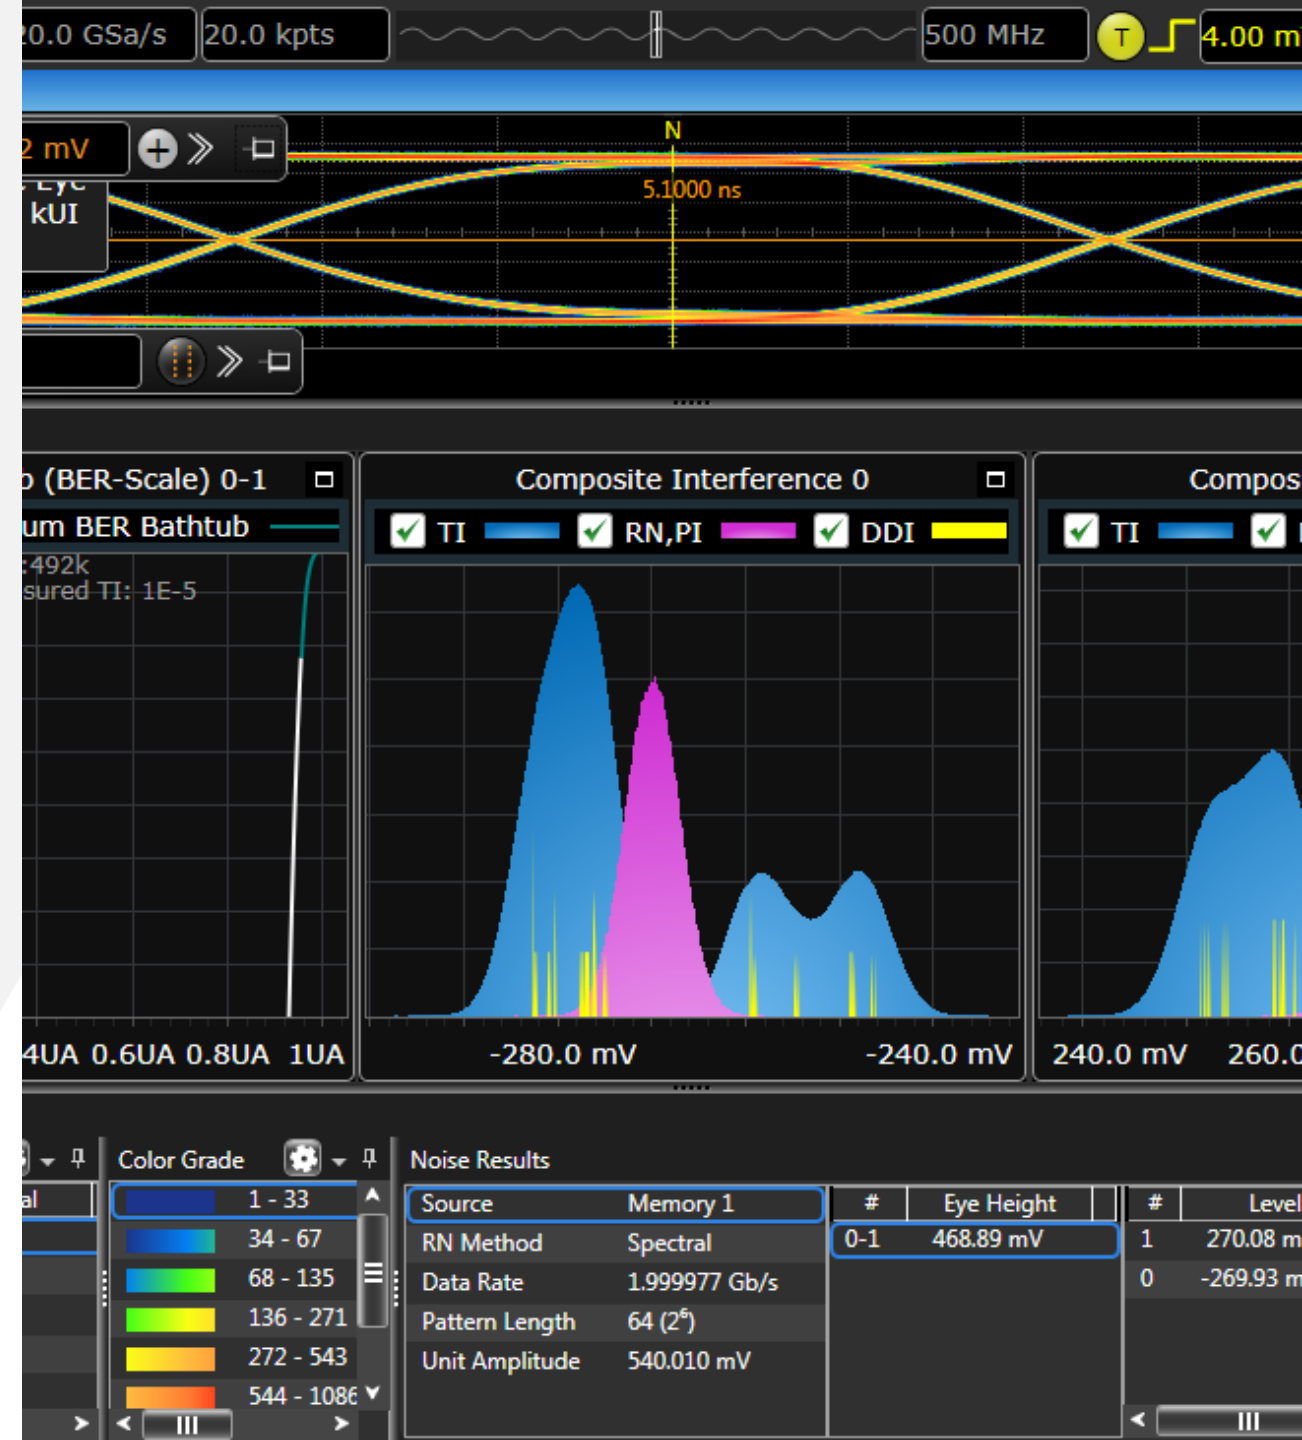 20.0 GSa/s 20.0 kpts 500 MHz T 4.00 m
N
2 mV
5.1000 ns
kUI
(BER-Scale) 0-1
um BER Bathtub
:492k
sured TI: 1E-5
4UA 0.6UA 0.8UA 1UA
Composite Interference 0
TI RN,PI DDI
-280.0 mV -240.0 mV
Compos
TI
240.0 mV 260.0
al
Color Grade
1 - 33
34 - 67
68 - 135
136 - 271
272 - 543
544 - 1086
Noise Results
Source Memory 1
RN Method Spectral
Data Rate 1.999977 Gb/s
Pattern Length 64 (2⁶)
Unit Amplitude 540.010 mV
# Eye Height
0-1 468.89 mV
# Level
1 270.08 m
0 -269.93 m